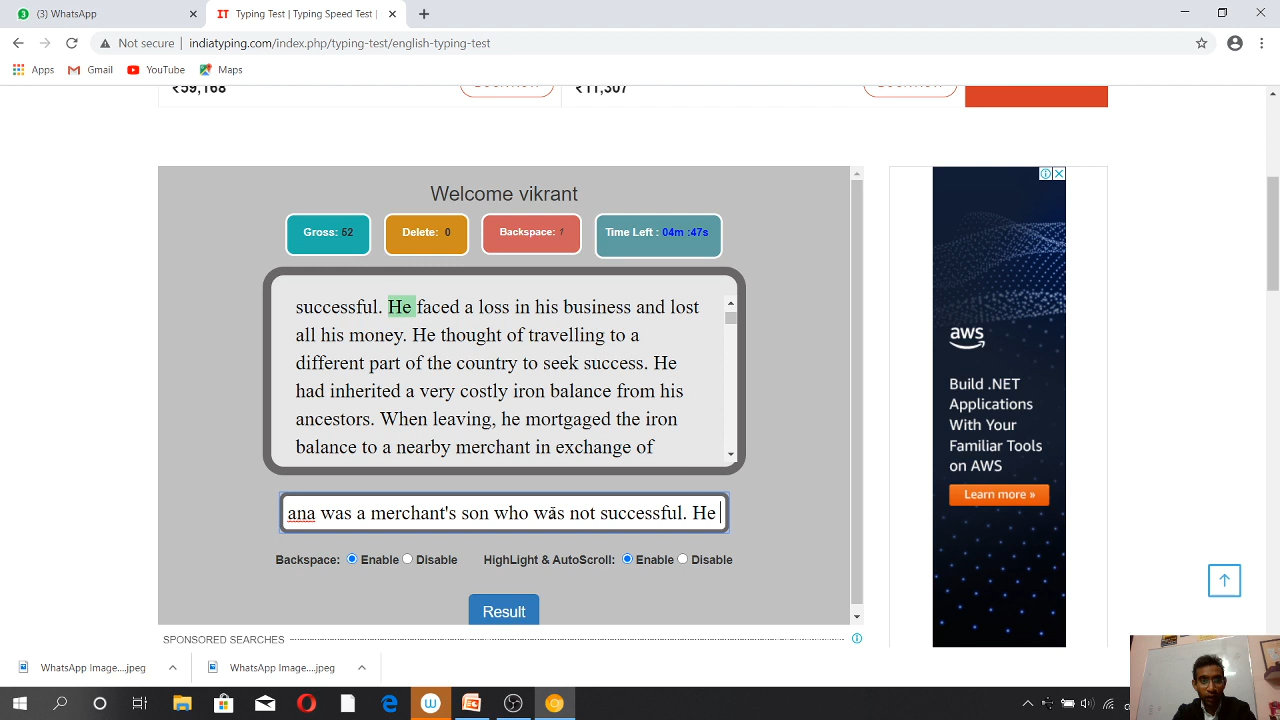 (3) WhatsApp
IT Typing Test | Typing Speed Test |
Not secure | indiatyping.com/index.php/typing-test/english-typing-test
Apps Gmail YouTube Maps
₹59,168 ₹11,307
Welcome vikrant
Gross: 52 Delete: 0 Backspace: 1 Time Left : 04m :47s
successful. He faced a loss in his business and lost
all his money. He thought of travelling to a
different part of the country to seek success. He
had inherited a very costly iron balance from his
ancestors. When leaving, he mortgaged the iron
balance to a nearby merchant in exchange of
ana was a merchant's son who was not successful. He
Backspace: Enable Disable HighLight & AutoScroll: Enable Disable
Result
SPONSORED SEARCHES
aws
Build .NET
Applications
With Your
Familiar Tools
on AWS
Learn more »
WhatsApp Image....jpeg WhatsApp Image....jpeg